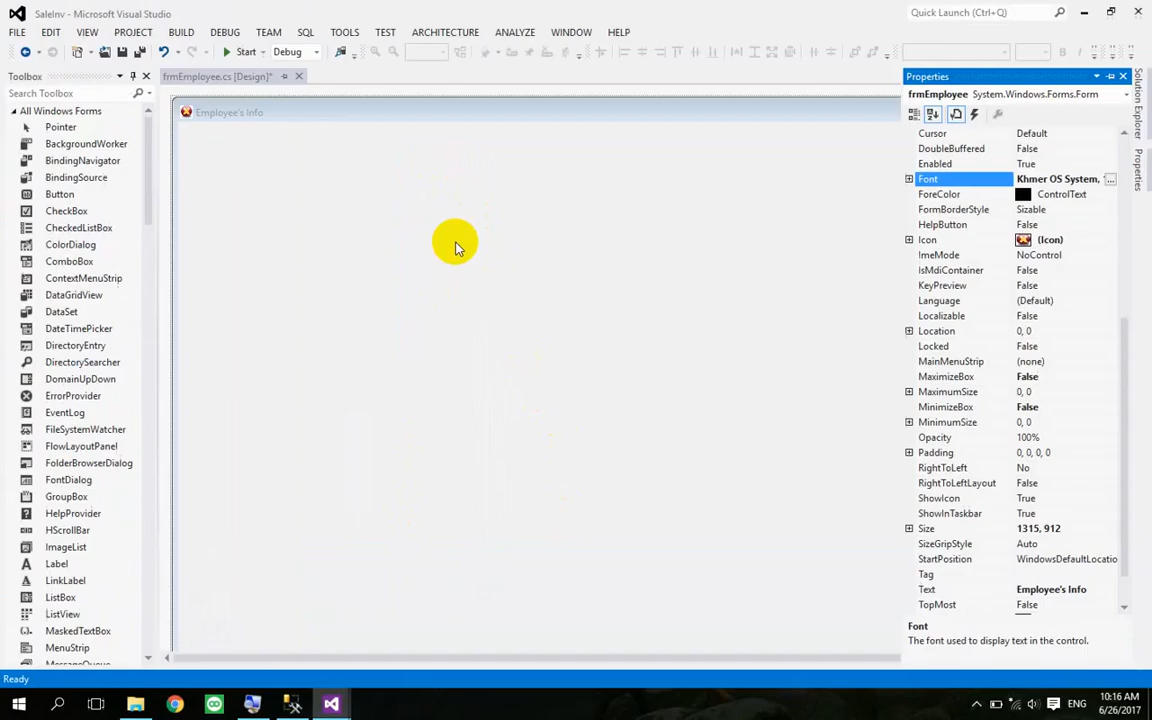 SaleInv - Microsoft Visual Studio
Quick Launch (Ctrl+Q)
FILE EDIT VIEW PROJECT BUILD DEBUG TEAM SQL TOOLS TEST ARCHITECTURE ANALYZE WINDOW HELP
Start Debug
Toolbox
frmEmployee.cs [Design]*
Properties
Search Toolbox
frmEmployee System.Windows.Forms.Form
All Windows Forms
Pointer
BackgroundWorker
BindingNavigator
BindingSource
Button
CheckBox
CheckedListBox
ColorDialog
ComboBox
ContextMenuStrip
DataGridView
DataSet
DateTimePicker
DirectoryEntry
DirectorySearcher
DomainUpDown
ErrorProvider
EventLog
FileSystemWatcher
FlowLayoutPanel
FolderBrowserDialog
FontDialog
GroupBox
HelpProvider
HScrollBar
ImageList
Label
LinkLabel
ListBox
ListView
MaskedTextBox
MenuStrip
MessageQueue
Employee's Info
Cursor Default
DoubleBuffered False
Enabled True
Font Khmer OS System,
ForeColor ControlText
FormBorderStyle Sizable
HelpButton False
Icon (Icon)
ImeMode NoControl
IsMdiContainer False
KeyPreview False
Language (Default)
Localizable False
Location 0, 0
Locked False
MainMenuStrip (none)
MaximizeBox False
MaximumSize 0, 0
MinimizeBox False
MinimumSize 0, 0
Opacity 100%
Padding 0, 0, 0, 0
RightToLeft No
RightToLeftLayout False
ShowIcon True
ShowInTaskbar True
Size 1315, 912
SizeGripStyle Auto
StartPosition WindowsDefaultLocatio
Tag
Text Employee's Info
TopMost False
Font
The font used to display text in the control.
Solution Explorer
Properties
Ready
ENG
10:16 AM
6/26/2017